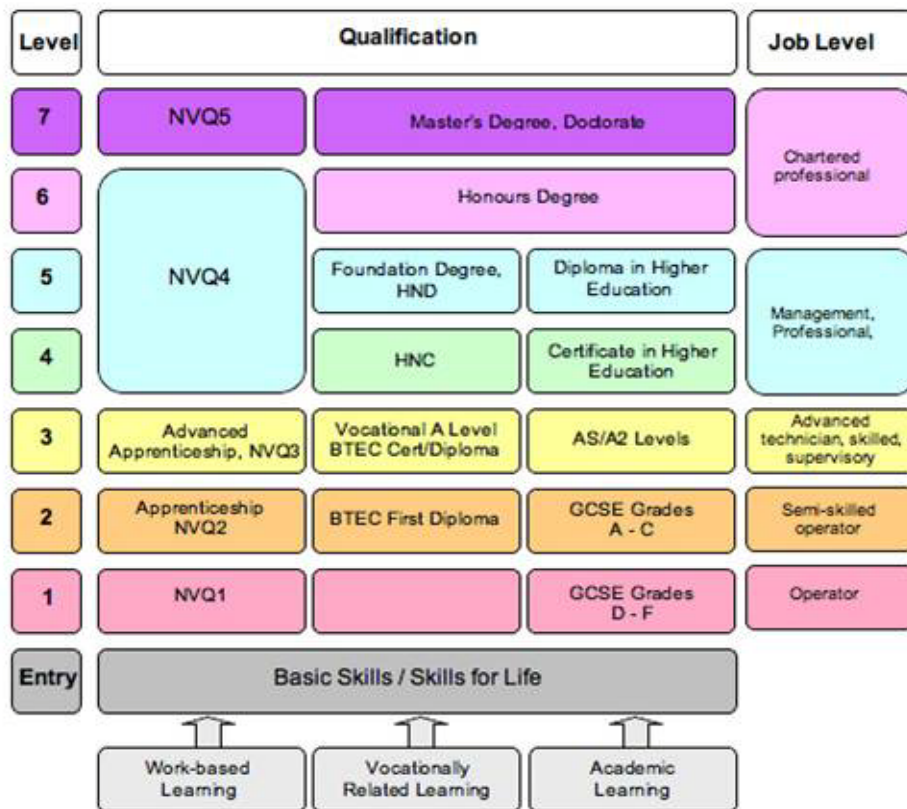 Level
Qualification
Job Level
7
NVQ5
Master's Degree, Doctorate
Chartered
professional
6
Honours Degree
NVQ4
5
Foundation Degree,
HND
Diploma in Higher
Education
Management,
Professional,
4
HNC
Certificate in Higher
Education
3
Advanced
Apprenticeship, NVQ3
Vocational A Level
BTEC Cert/Diploma
AS/A2 Levels
Advanced
technician, skilled,
supervisory
2
Apprenticeship
NVQ2
BTEC First Diploma
GCSE Grades
A - C
Semi-skilled
operator
1
NVQ1
GCSE Grades
D - F
Operator
Entry
Basic Skills / Skills for Life
Work-based
Learning
Vocationally
Related Learning
Academic
Learning